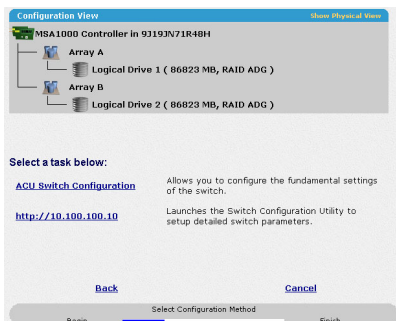 Configuration View Show Physical View
MSA1000 Controller in 9J19JN71R48H
Array A
Logical Drive 1 ( 86823 MB, RAID ADG )
Array B
Logical Drive 2 ( 86823 MB, RAID ADG )
Select a task below:
ACU Switch Configuration
Allows you to configure the fundamental settings
of the switch.
http://10.100.100.10
Launches the Switch Configuration Utility to
setup detailed switch parameters.
Back Cancel
Select Configuration Method
Begin Finish